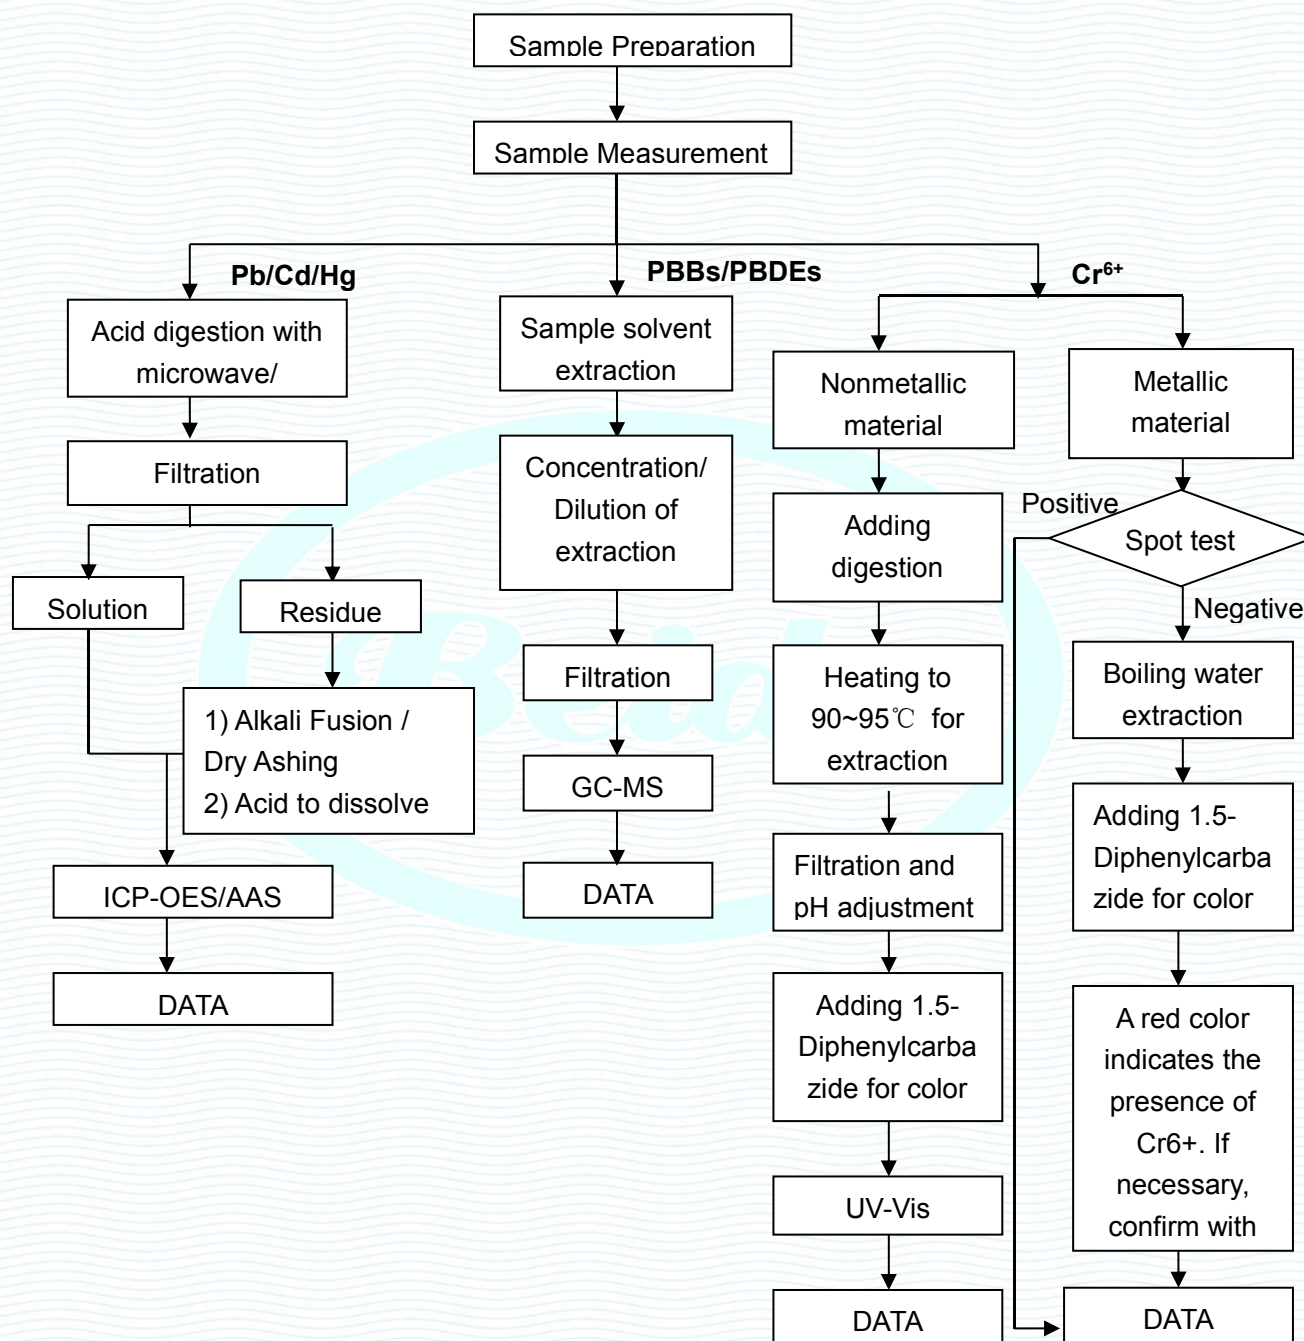 Sample Preparation
Sample Measurement
Pb/Cd/Hg
PBBs/PBDEs
Cr6+
Acid digestion with
microwave/
Filtration
Solution
Residue
1) Alkali Fusion /
Dry Ashing
2) Acid to dissolve
ICP-OES/AAS
DATA
Sample solvent
extraction
Concentration/
Dilution of
extraction
Filtration
GC-MS
DATA
Nonmetallic
material
Adding
digestion
Heating to
90~95℃ for
extraction
Filtration and
pH adjustment
Adding 1.5-
Diphenylcarba
zide for color
UV-Vis
DATA
Metallic
material
Positive
Spot test
Negative
Boiling water
extraction
Adding 1.5-
Diphenylcarba
zide for color
A red color
indicates the
presence of
Cr6+. If
necessary,
confirm with
DATA